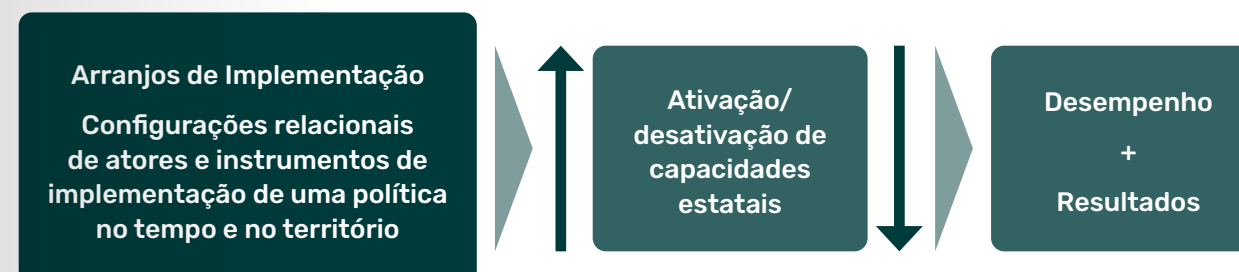 Arranjos de Implementação
Configurações relacionais
de atores e instrumentos de
implementação de uma política
no tempo e no território
Ativação/
desativação de
capacidades
estatais
Desempenho
+
Resultados